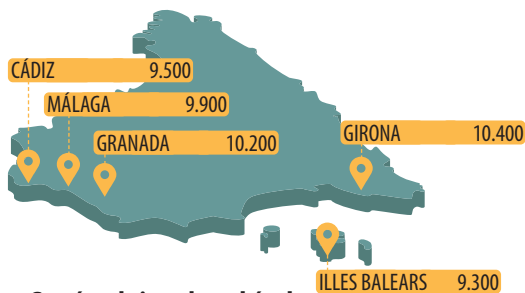 CÁDIZ 9.500
MÁLAGA 9.900
GRANADA 10.200
GIRONA 10.400
ILLES BALEARS 9.300